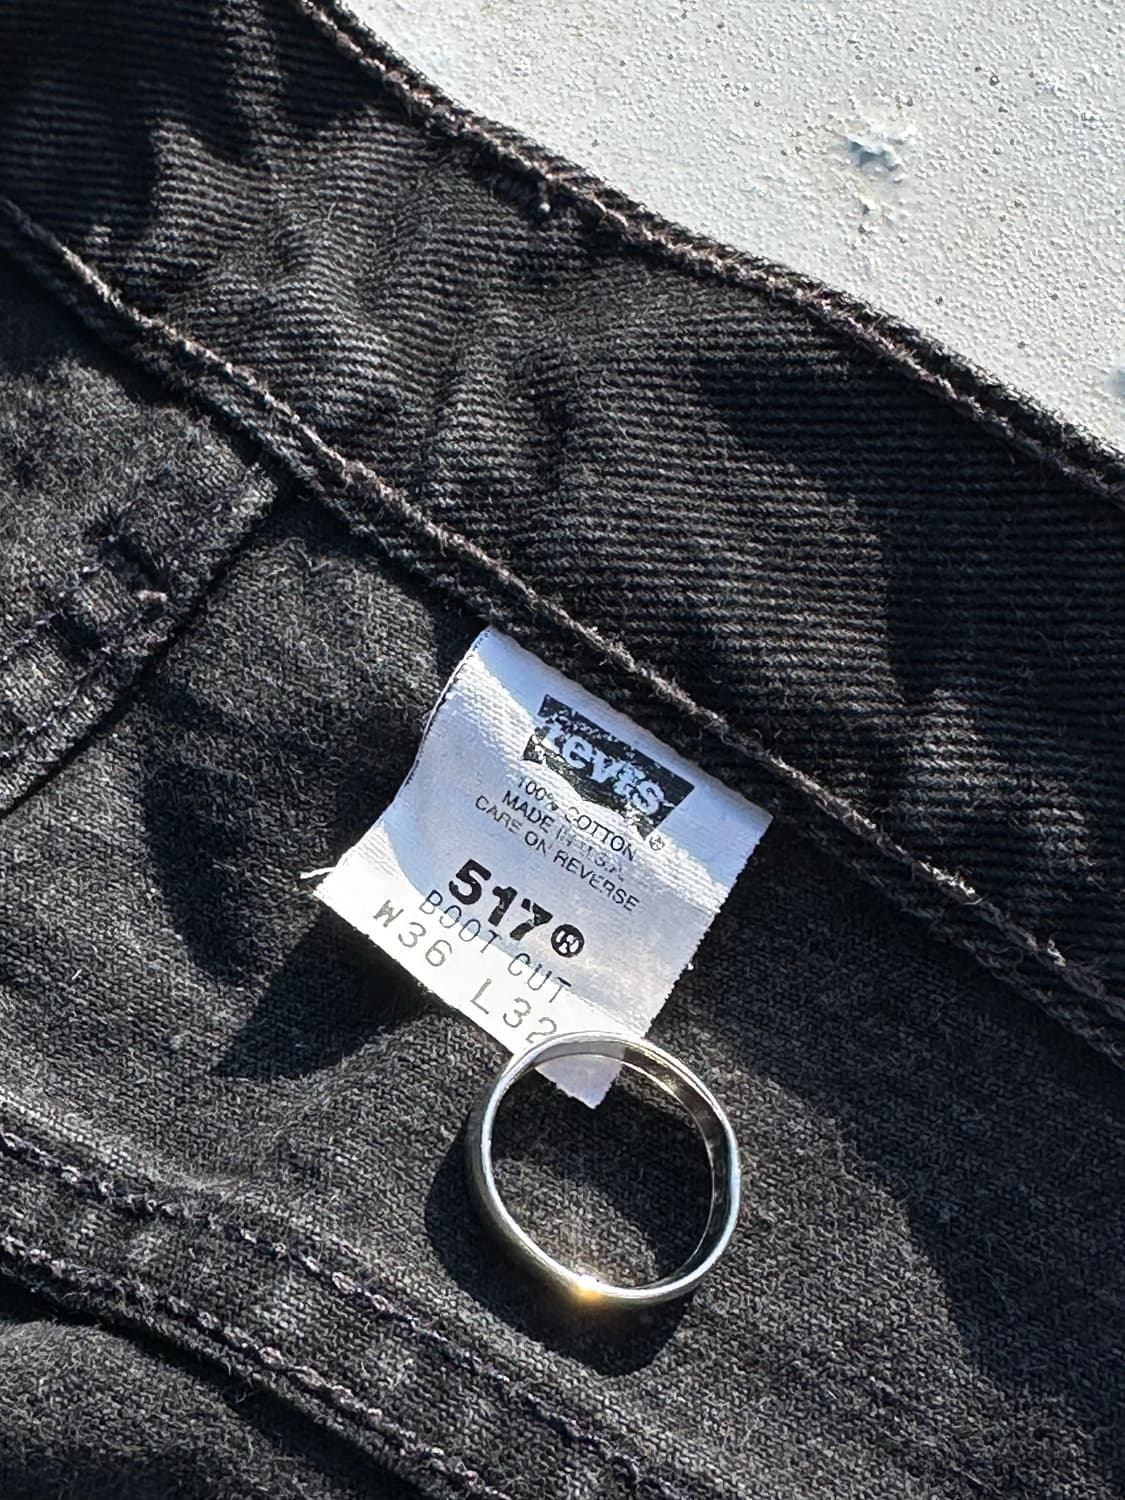 Levi's ®
100% COTTON
MADE IN U.S.A.
CARE ON REVERSE
517®
BOOT CUT
W36 L32